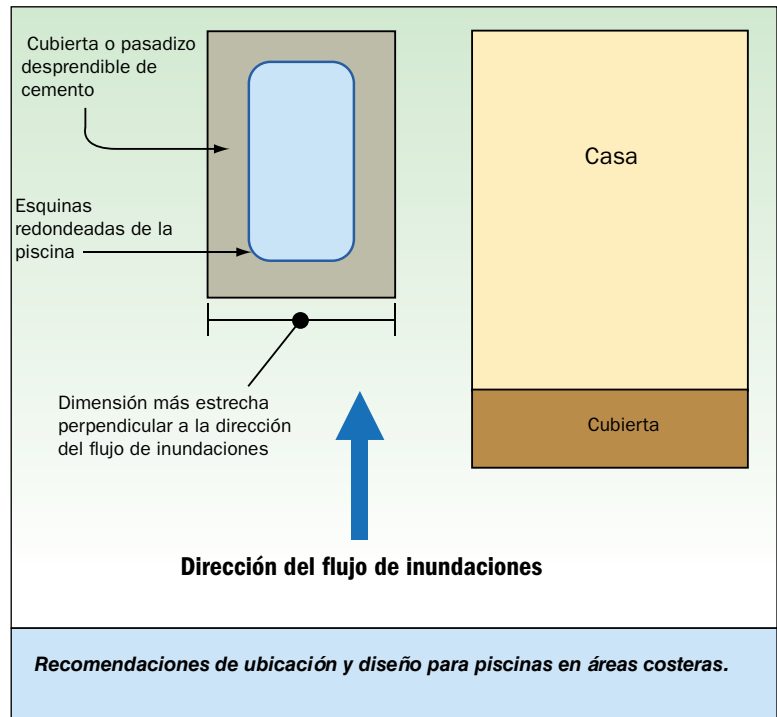 Cubierta o pasadizo
desprendible de
cemento
Casa
Esquinas
redondeadas de la
piscina
Dimensión más estrecha
perpendicular a la dirección
del flujo de inundaciones
Cubierta
Dirección del flujo de inundaciones
Recomendaciones de ubicación y diseño para piscinas en áreas costeras.